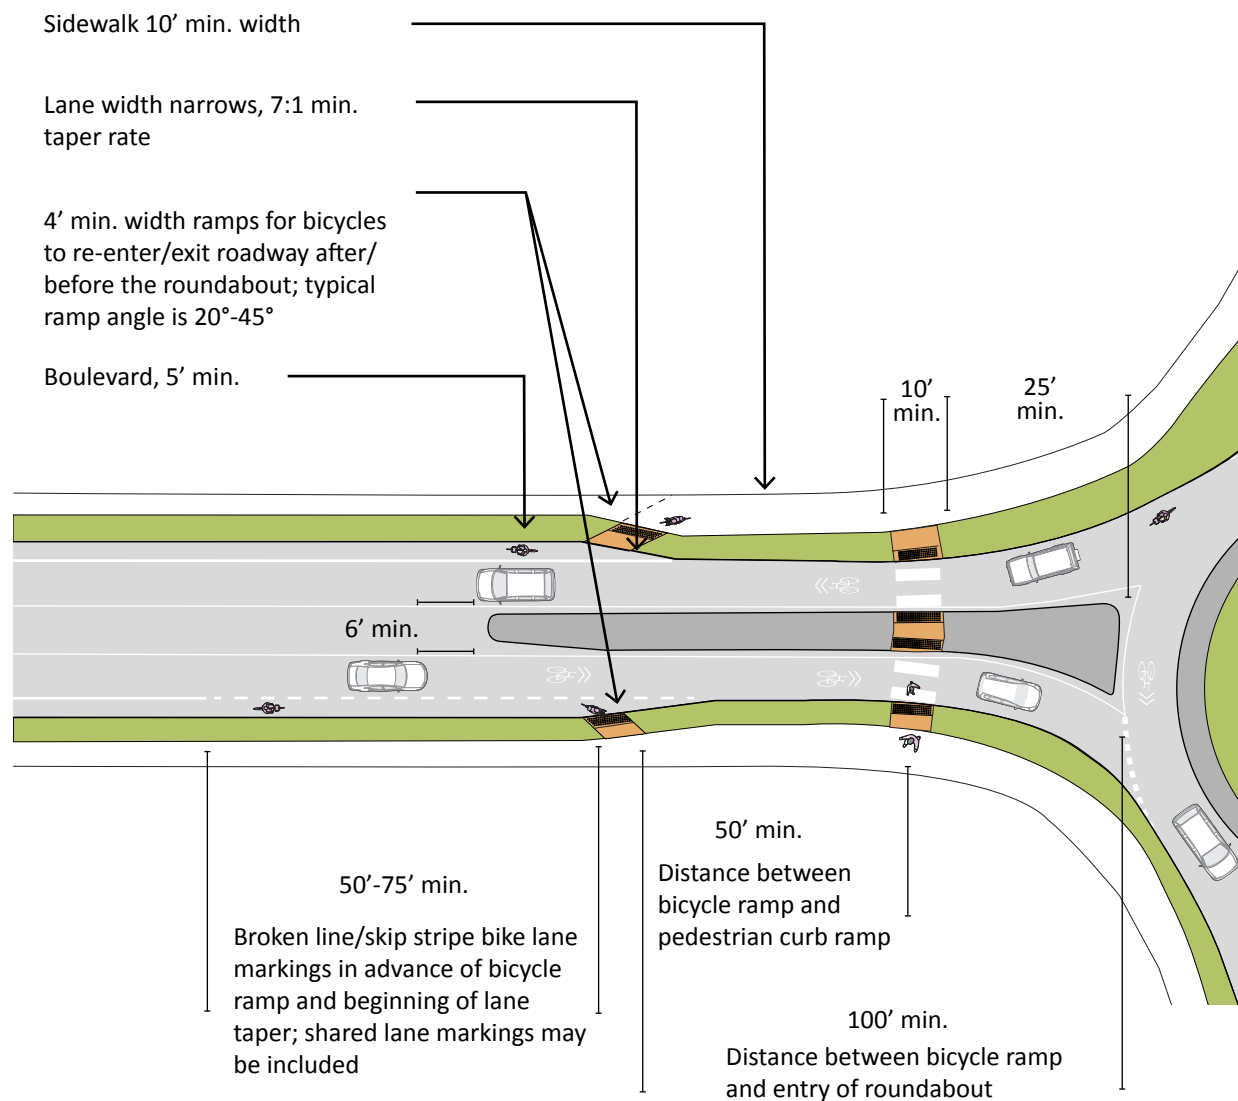 Sidewalk 10’ min. width
Lane width narrows, 7:1 min.
taper rate
4’ min. width ramps for bicycles
to re-enter/exit roadway after/
before the roundabout; typical
ramp angle is 20°-45°
Boulevard, 5’ min.
10’
min.
25’
min.
6’ min.
50’-75’ min.
Broken line/skip stripe bike lane
markings in advance of bicycle
ramp and beginning of lane
taper; shared lane markings may
be included
50’ min.
Distance between
bicycle ramp and
pedestrian curb ramp
100’ min.
Distance between bicycle ramp
and entry of roundabout